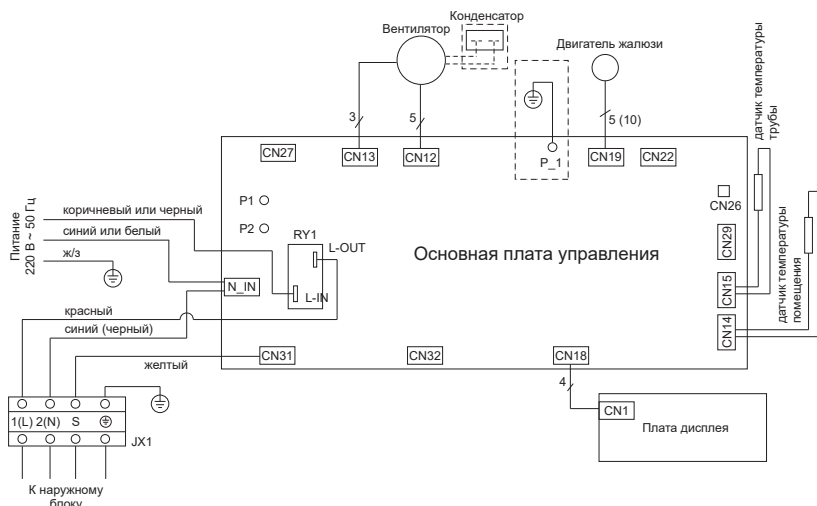 Конденсатор
Вентилятор
Двигатель жалюзи
3
5
5 (10)
датчик температуры
трубы
CN27
CN13
CN12
P_1
CN19
CN22
P1
P2
CN26
CN29
Питание
220 В ~ 50 Гц
коричневый или черный
синий или белый
ж/з
RY1
L-OUT
Основная плата управления
N_IN
L-IN
CN15
датчик температуры
помещения
CN14
красный
синий (черный)
желтый
CN31
CN32
CN18
4
CN1
Плата дисплея
1(L) 2(N) S
JX1
К наружному
блоку